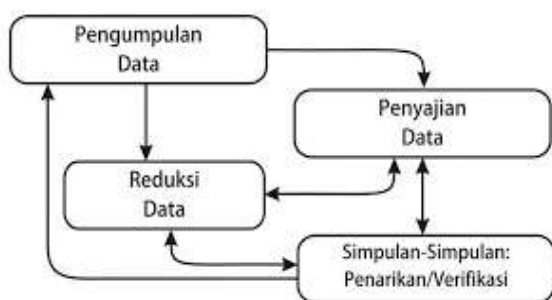 Pengumpulan
Data
Penyajian
Data
Reduksi
Data
Simpulan-Simpulan:
Penarikan/Verifikasi